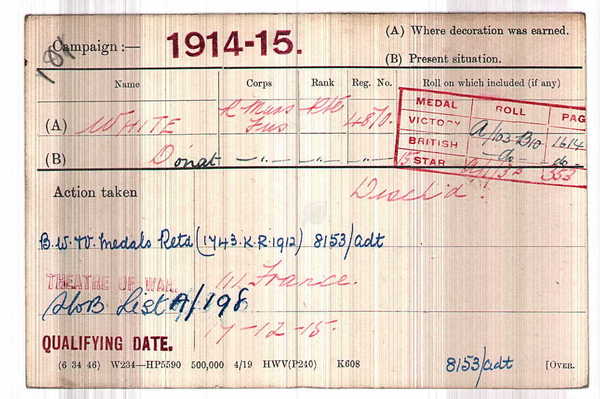 Campaign :— 1914-15.
(A) Where decoration was earned.
(B) Present situation.
Name Corps Rank Reg. No. Roll on which included (if any)
(A) WHITE R Muns Fus Pte 4870.
MEDAL ROLL PAG
VICTORY A/103 B10 1614
BRITISH - do - - do -
15 STAR 353
(B) Donat — " — — " — — " —
Action taken Disch'd.
B.W. & V. Medals Retd (1743. K.R. 1912) 8153/adt
THEATRE OF WAR. (1) France.
SWB List A/198
17-12-15.
QUALIFYING DATE.
(6 34 46) W234—HP5590 500,000 4/19 HWV(P240) K608
8153/adt [OVER.